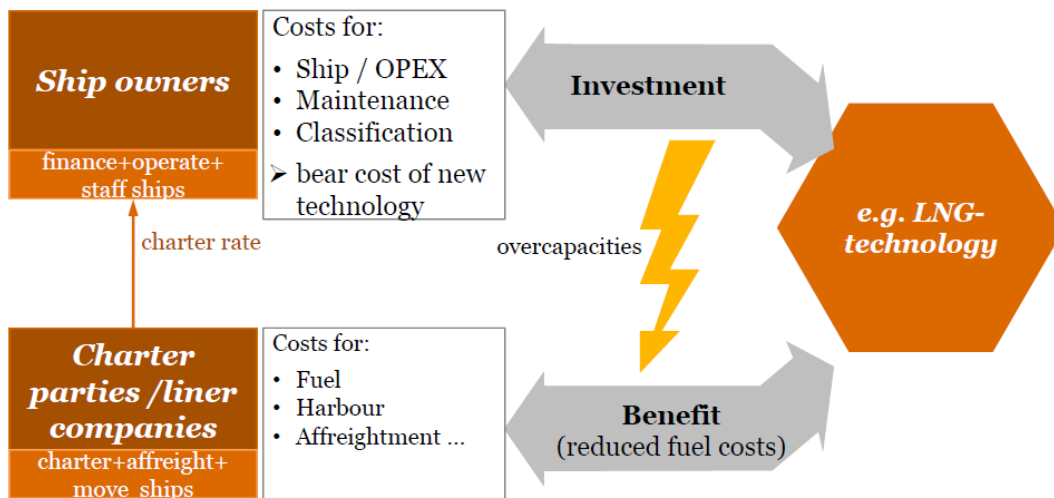 Ship owners
finance+operate+
staff ships
Costs for:
• Ship / OPEX
• Maintenance
• Classification
➢ bear cost of new
technology
Investment
e.g. LNG-
technology
charter rate
overcapacities
Charter
parties /liner
companies
charter+affreight+
move ships
Costs for:
• Fuel
• Harbour
• Affreightment ...
Benefit
(reduced fuel costs)